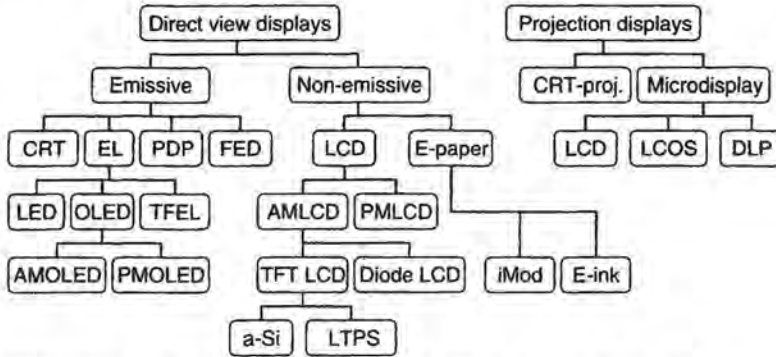 Direct view displays Projection displays
Emissive Non-emissive CRT-proj. Microdisplay
CRT EL PDP FED LCD E-paper LCD LCOS DLP
LED OLED TFEL AMLCD PMLCD
AMOLED PMOLED TFT LCD Diode LCD iMod E-ink
a-Si LTPS